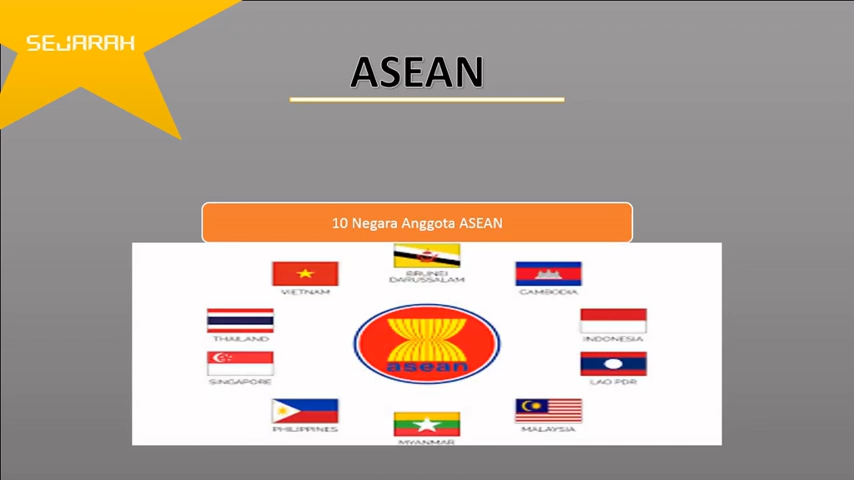 SEJARAH
ASEAN
10 Negara Anggota ASEAN
BRUNEI
DARUSSALAM
VIETNAM
CAMBODIA
THAILAND
INDONESIA
asean
SINGAPORE
LAO PDR
PHILIPPINES
MALAYSIA
MYANMAR